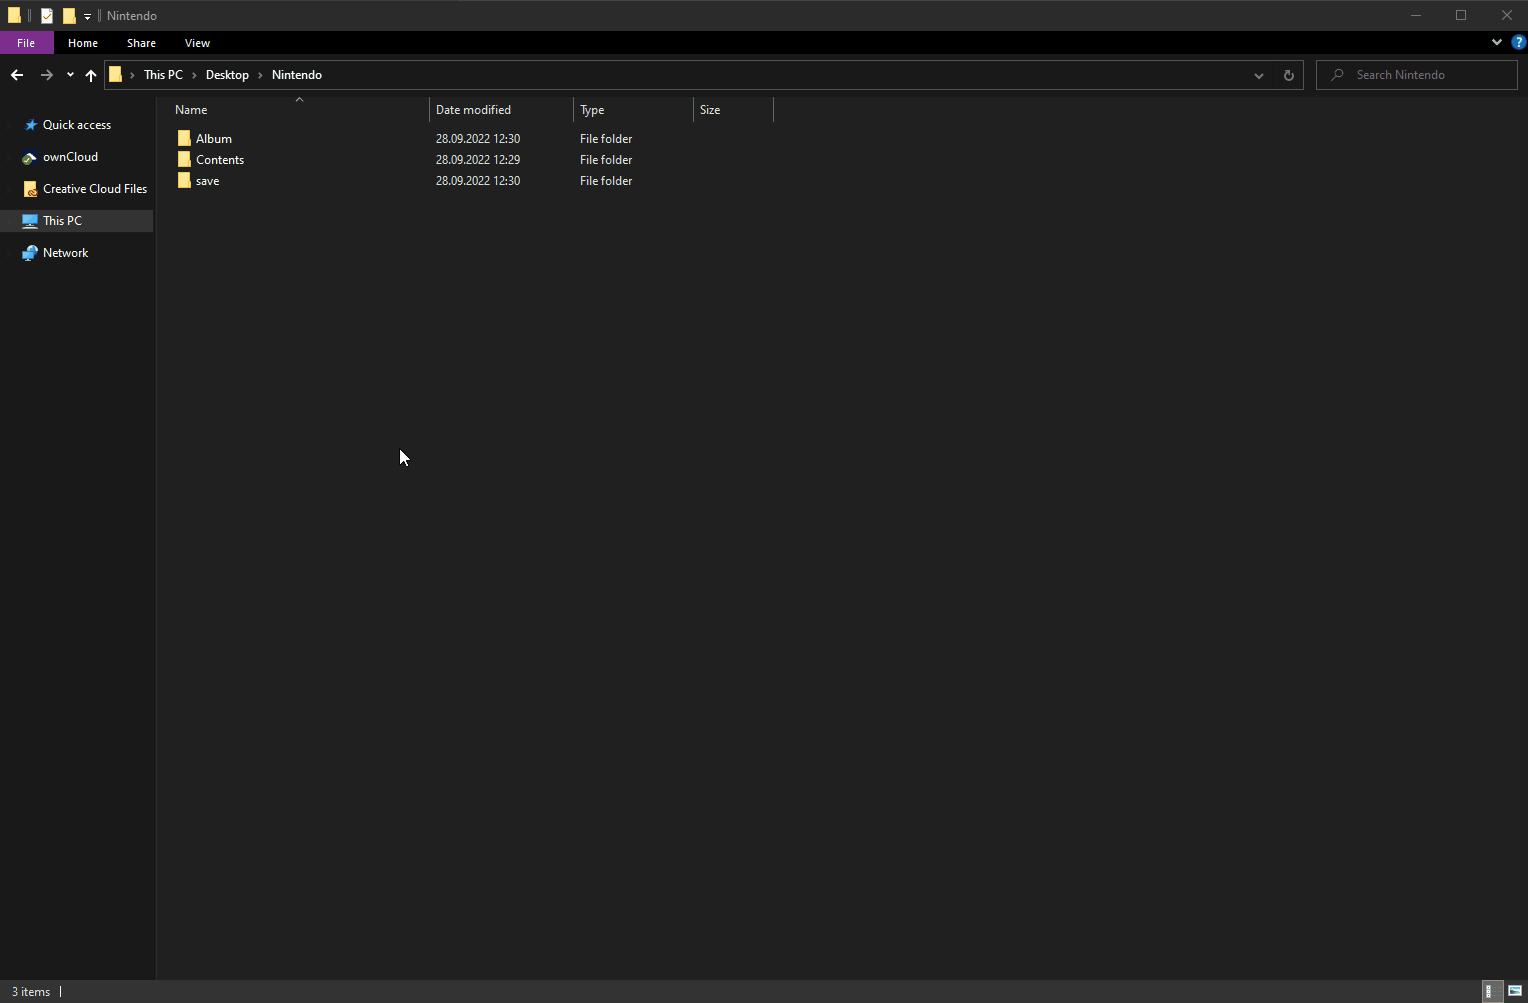 Nintendo
File Home Share View
This PC Desktop Nintendo
Search Nintendo
Name Date modified Type Size
Album 28.09.2022 12:30 File folder
Contents 28.09.2022 12:29 File folder
save 28.09.2022 12:30 File folder
Quick access
ownCloud
Creative Cloud Files
This PC
Network
3 items